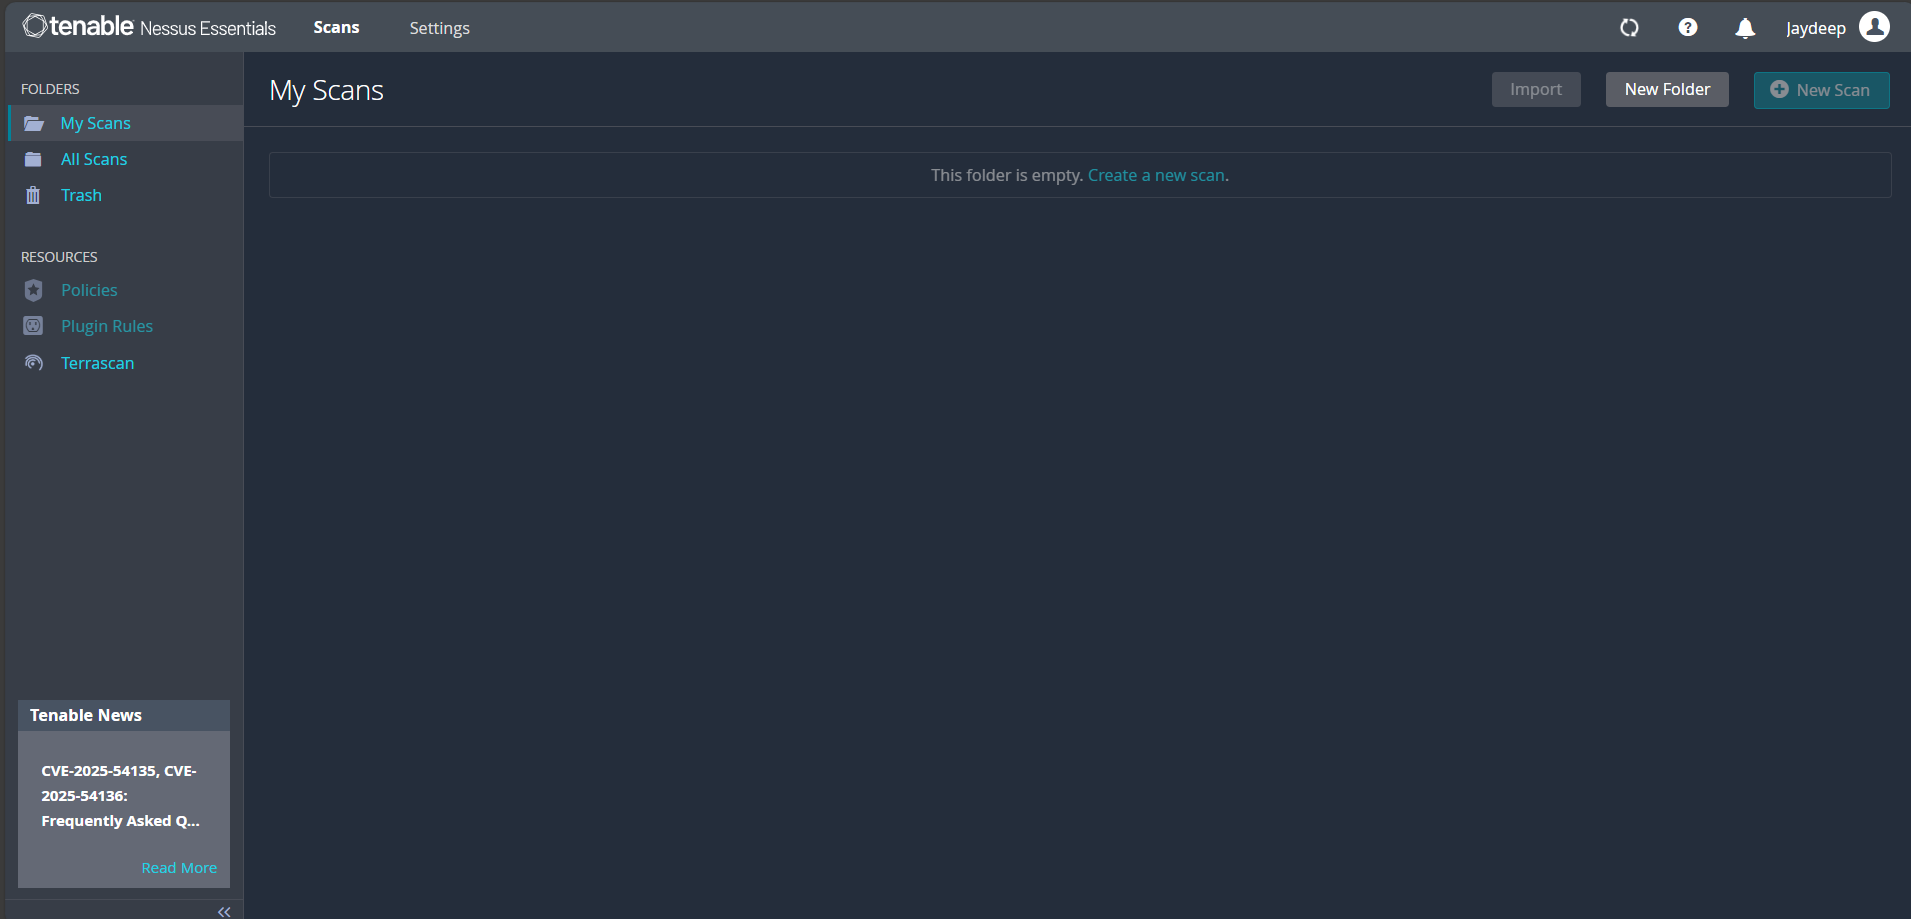 tenable Nessus Essentials Scans Settings Jaydeep
FOLDERS
My Scans
All Scans
Trash
RESOURCES
Policies
Plugin Rules
Terrascan
Tenable News
CVE-2025-54135, CVE-
2025-54136:
Frequently Asked Q...
Read More
My Scans
Import
New Folder
New Scan
This folder is empty. Create a new scan.